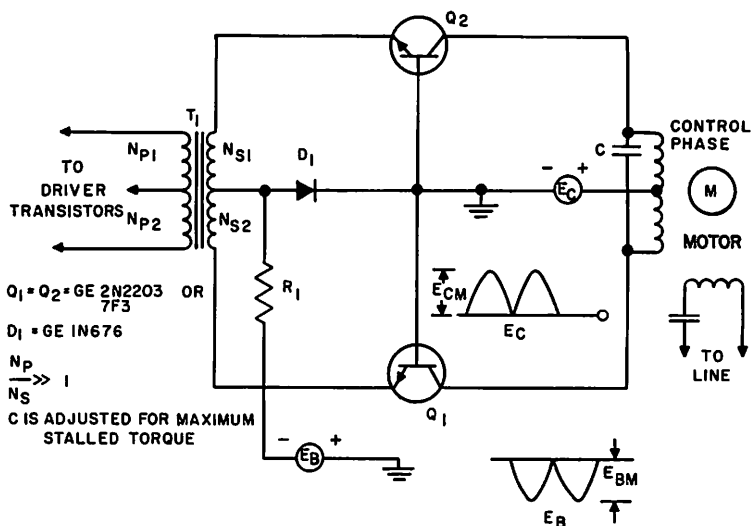 Q2
T1
NP1
NS1
D1
TO
DRIVER
TRANSISTORS
NP2
NS2
- EC +
C
CONTROL
PHASE
M
MOTOR
Q1 = Q2 = GE 2N2203 OR
7F3
D1 = GE 1N676
NP
NS >> 1
C IS ADJUSTED FOR MAXIMUM
STALLED TORQUE
R1
ECM
EC
TO
LINE
Q1
- EB +
EBM
EB